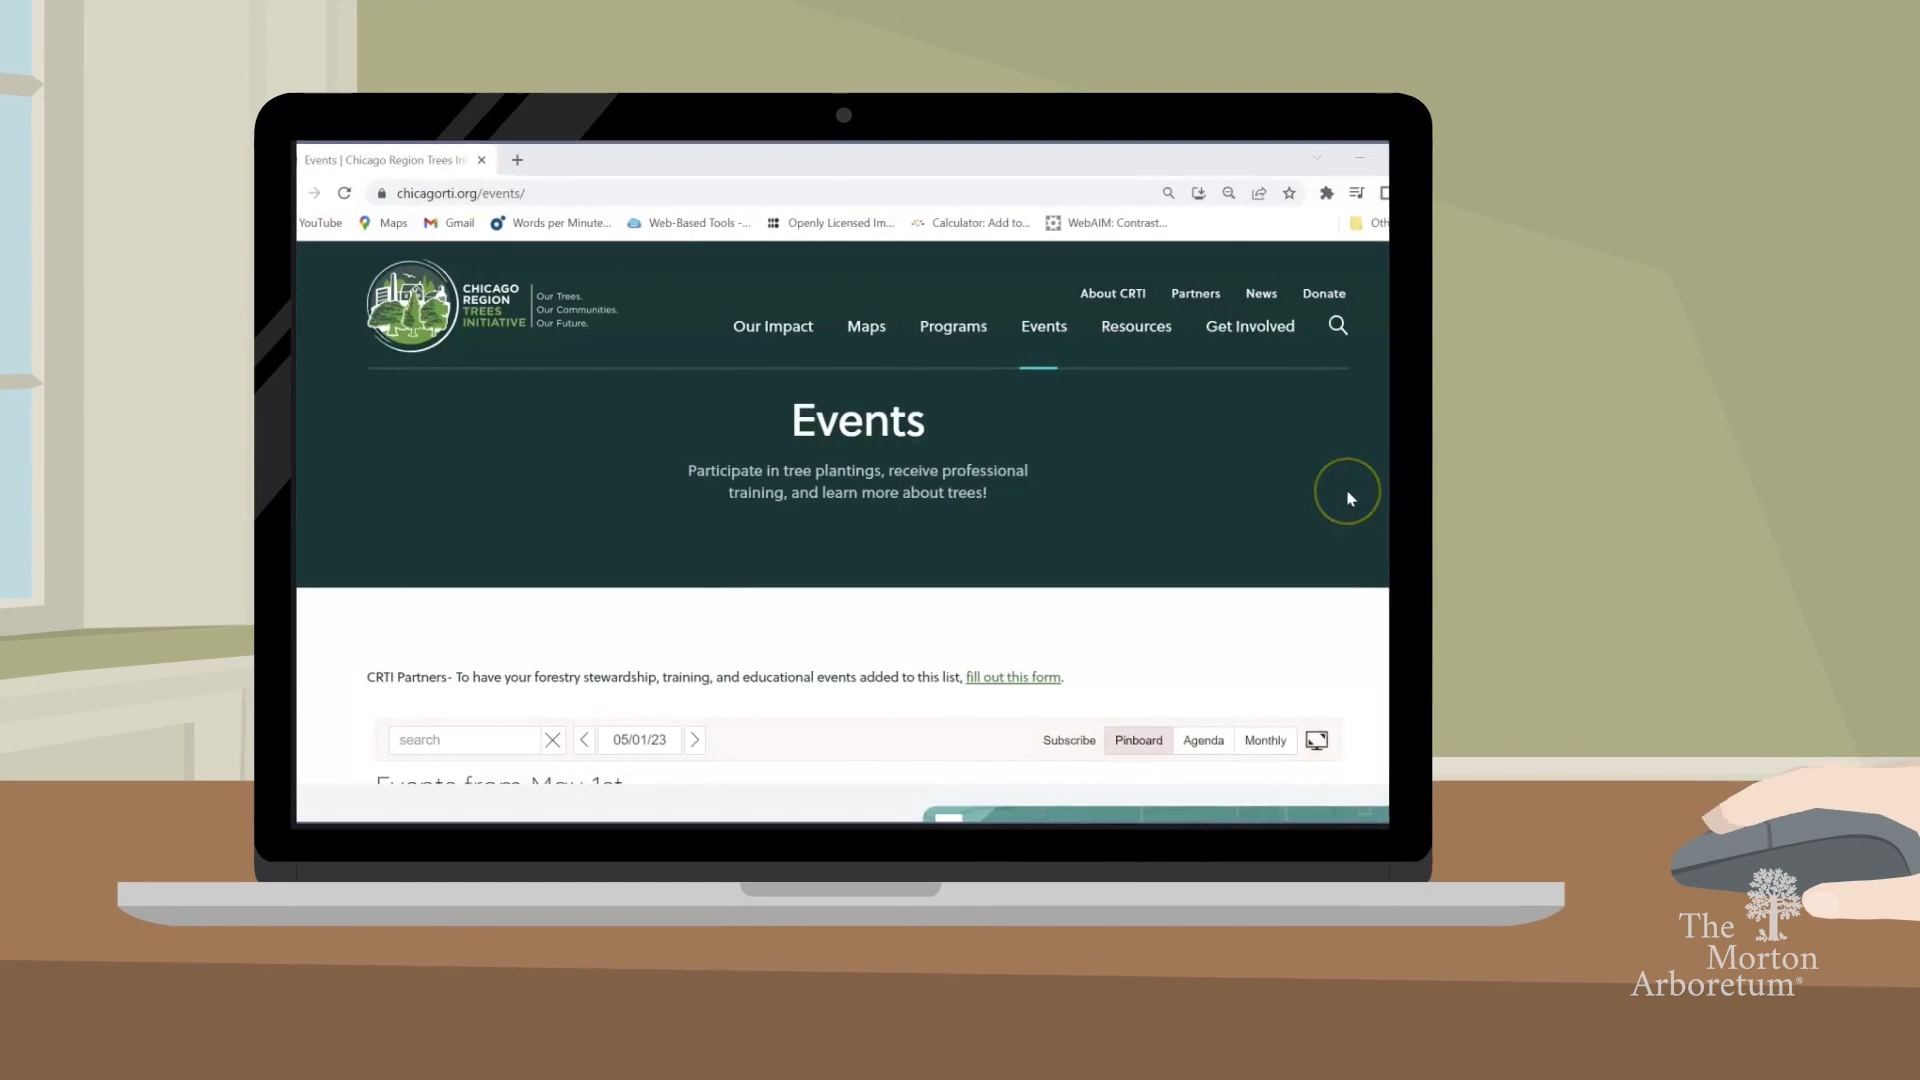 Events | Chicago Region Trees In
chicagorti.org/events/
YouTube Maps Gmail Words per Minute... Web-Based Tools -... Openly Licensed Im... Calculator: Add to... WebAIM: Contrast... Oth
CHICAGO
REGION
TREES
INITIATIVE
Our Trees.
Our Communities.
Our Future.
About CRTI Partners News Donate
Our Impact Maps Programs Events Resources Get Involved
Events
Participate in tree plantings, receive professional
training, and learn more about trees!
CRTI Partners- To have your forestry stewardship, training, and educational events added to this list, fill out this form.
search 05/01/23 Subscribe Pinboard Agenda Monthly
Events from May 1st
The
Morton
Arboretum®